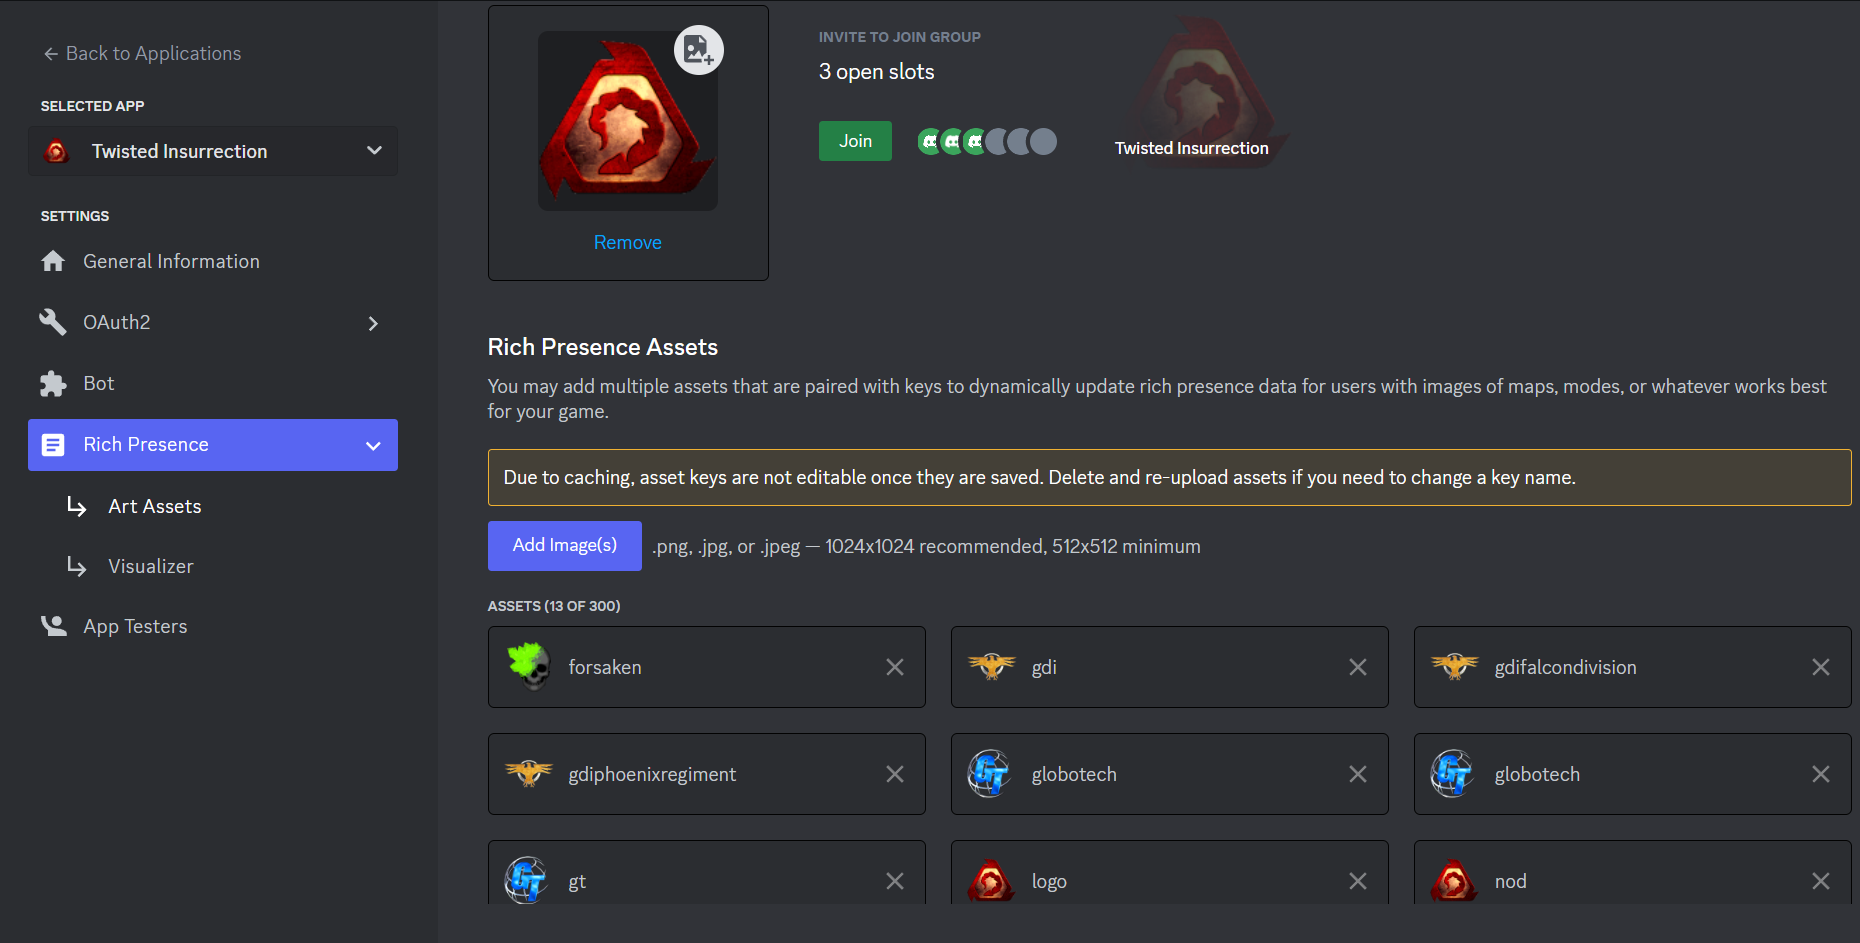 Back to Applications
SELECTED APP
Twisted Insurrection
SETTINGS
General Information
OAuth2
Bot
Rich Presence
Art Assets
Visualizer
App Testers
Remove
INVITE TO JOIN GROUP
3 open slots
Join
Twisted Insurrection
Rich Presence Assets
You may add multiple assets that are paired with keys to dynamically update rich presence data for users with images of maps, modes, or whatever works best
for your game.
Due to caching, asset keys are not editable once they are saved. Delete and re-upload assets if you need to change a key name.
Add Image(s) .png, .jpg, or .jpeg — 1024x1024 recommended, 512x512 minimum
ASSETS (13 OF 300)
forsaken gdi gdifalcondivision
gdiphoenixregiment GT globotech GT globotech
GT gt logo nod